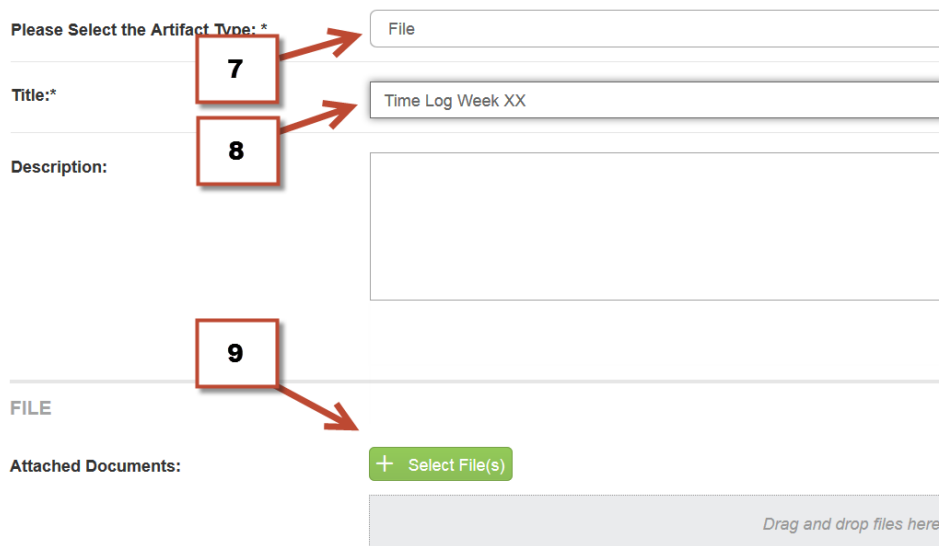 Please Select the Artifact Type: *
File
7
Title:*
Time Log Week XX
8
Description:
9
FILE
Attached Documents:
+ Select File(s)
Drag and drop files here